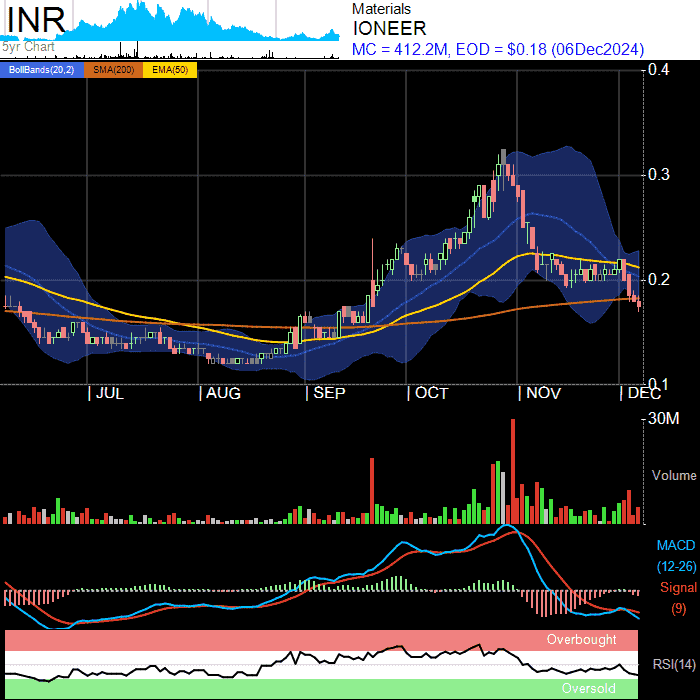 INR
5yr Chart
Materials
IONEER
MC = 412.2M, EOD = $0.18 (06Dec2024)
BollBands(20,2) SMA(200) EMA(50)
0.4
0.3
0.2
0.1
JUL AUG SEP OCT NOV DEC
30M
Volume
MACD
(12-26)
Signal
(9)
Overbought
RSI(14)
Oversold